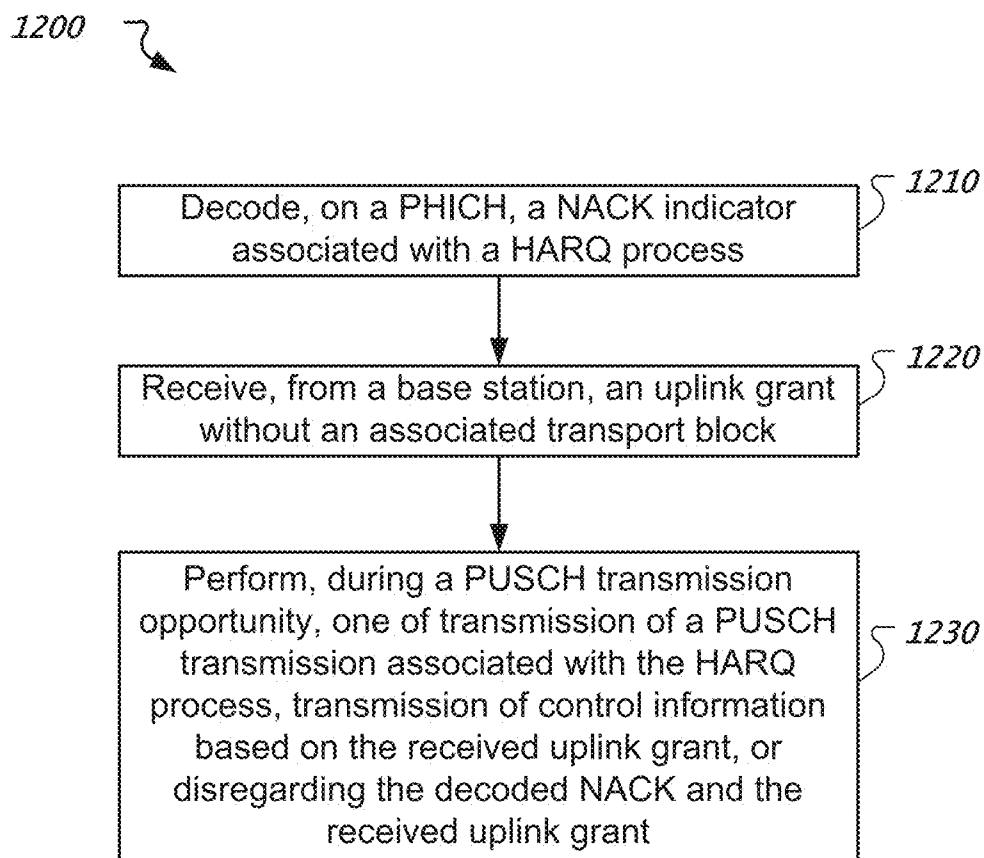 1200
1210
Decode, on a PHICH, a NACK indicator
associated with a HARQ process
1220
Receive, from a base station, an uplink grant
without an associated transport block
Perform, during a PUSCH transmission
opportunity, one of transmission of a PUSCH
1230
transmission associated with the HARQ
process, transmission of control information
based on the received uplink grant, or
disregarding the decoded NACK and the
received uplink grant